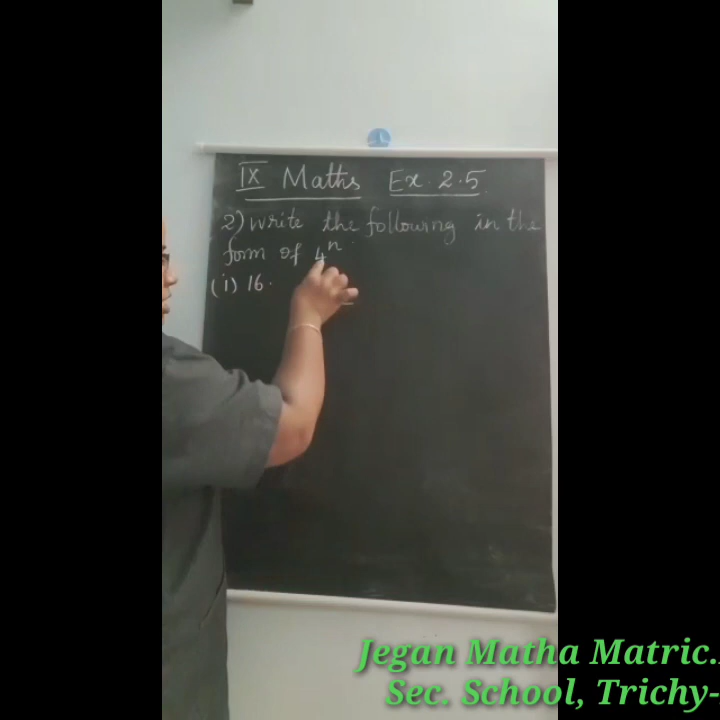 IX Maths Ex. 2.5
2) Write the following in the
form of 4ⁿ.
(i) 16.
Jegan Matha Matric.
Sec. School, Trichy-